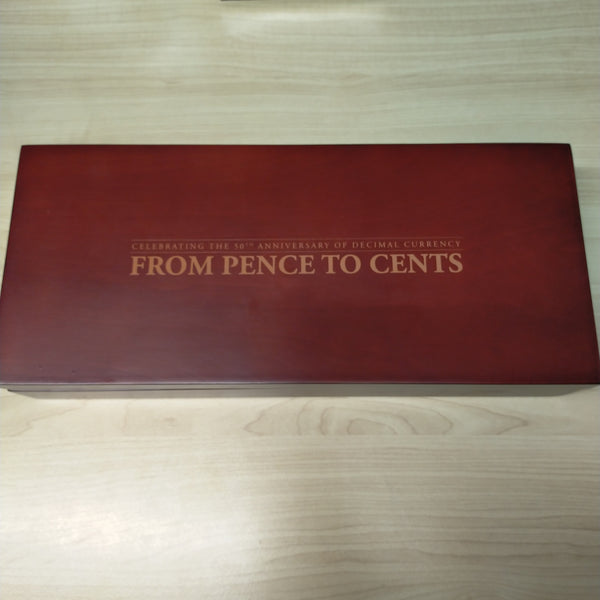 CELEBRATING THE 50TH ANNIVERSARY OF DECIMAL CURRENCY
FROM PENCE TO CENTS